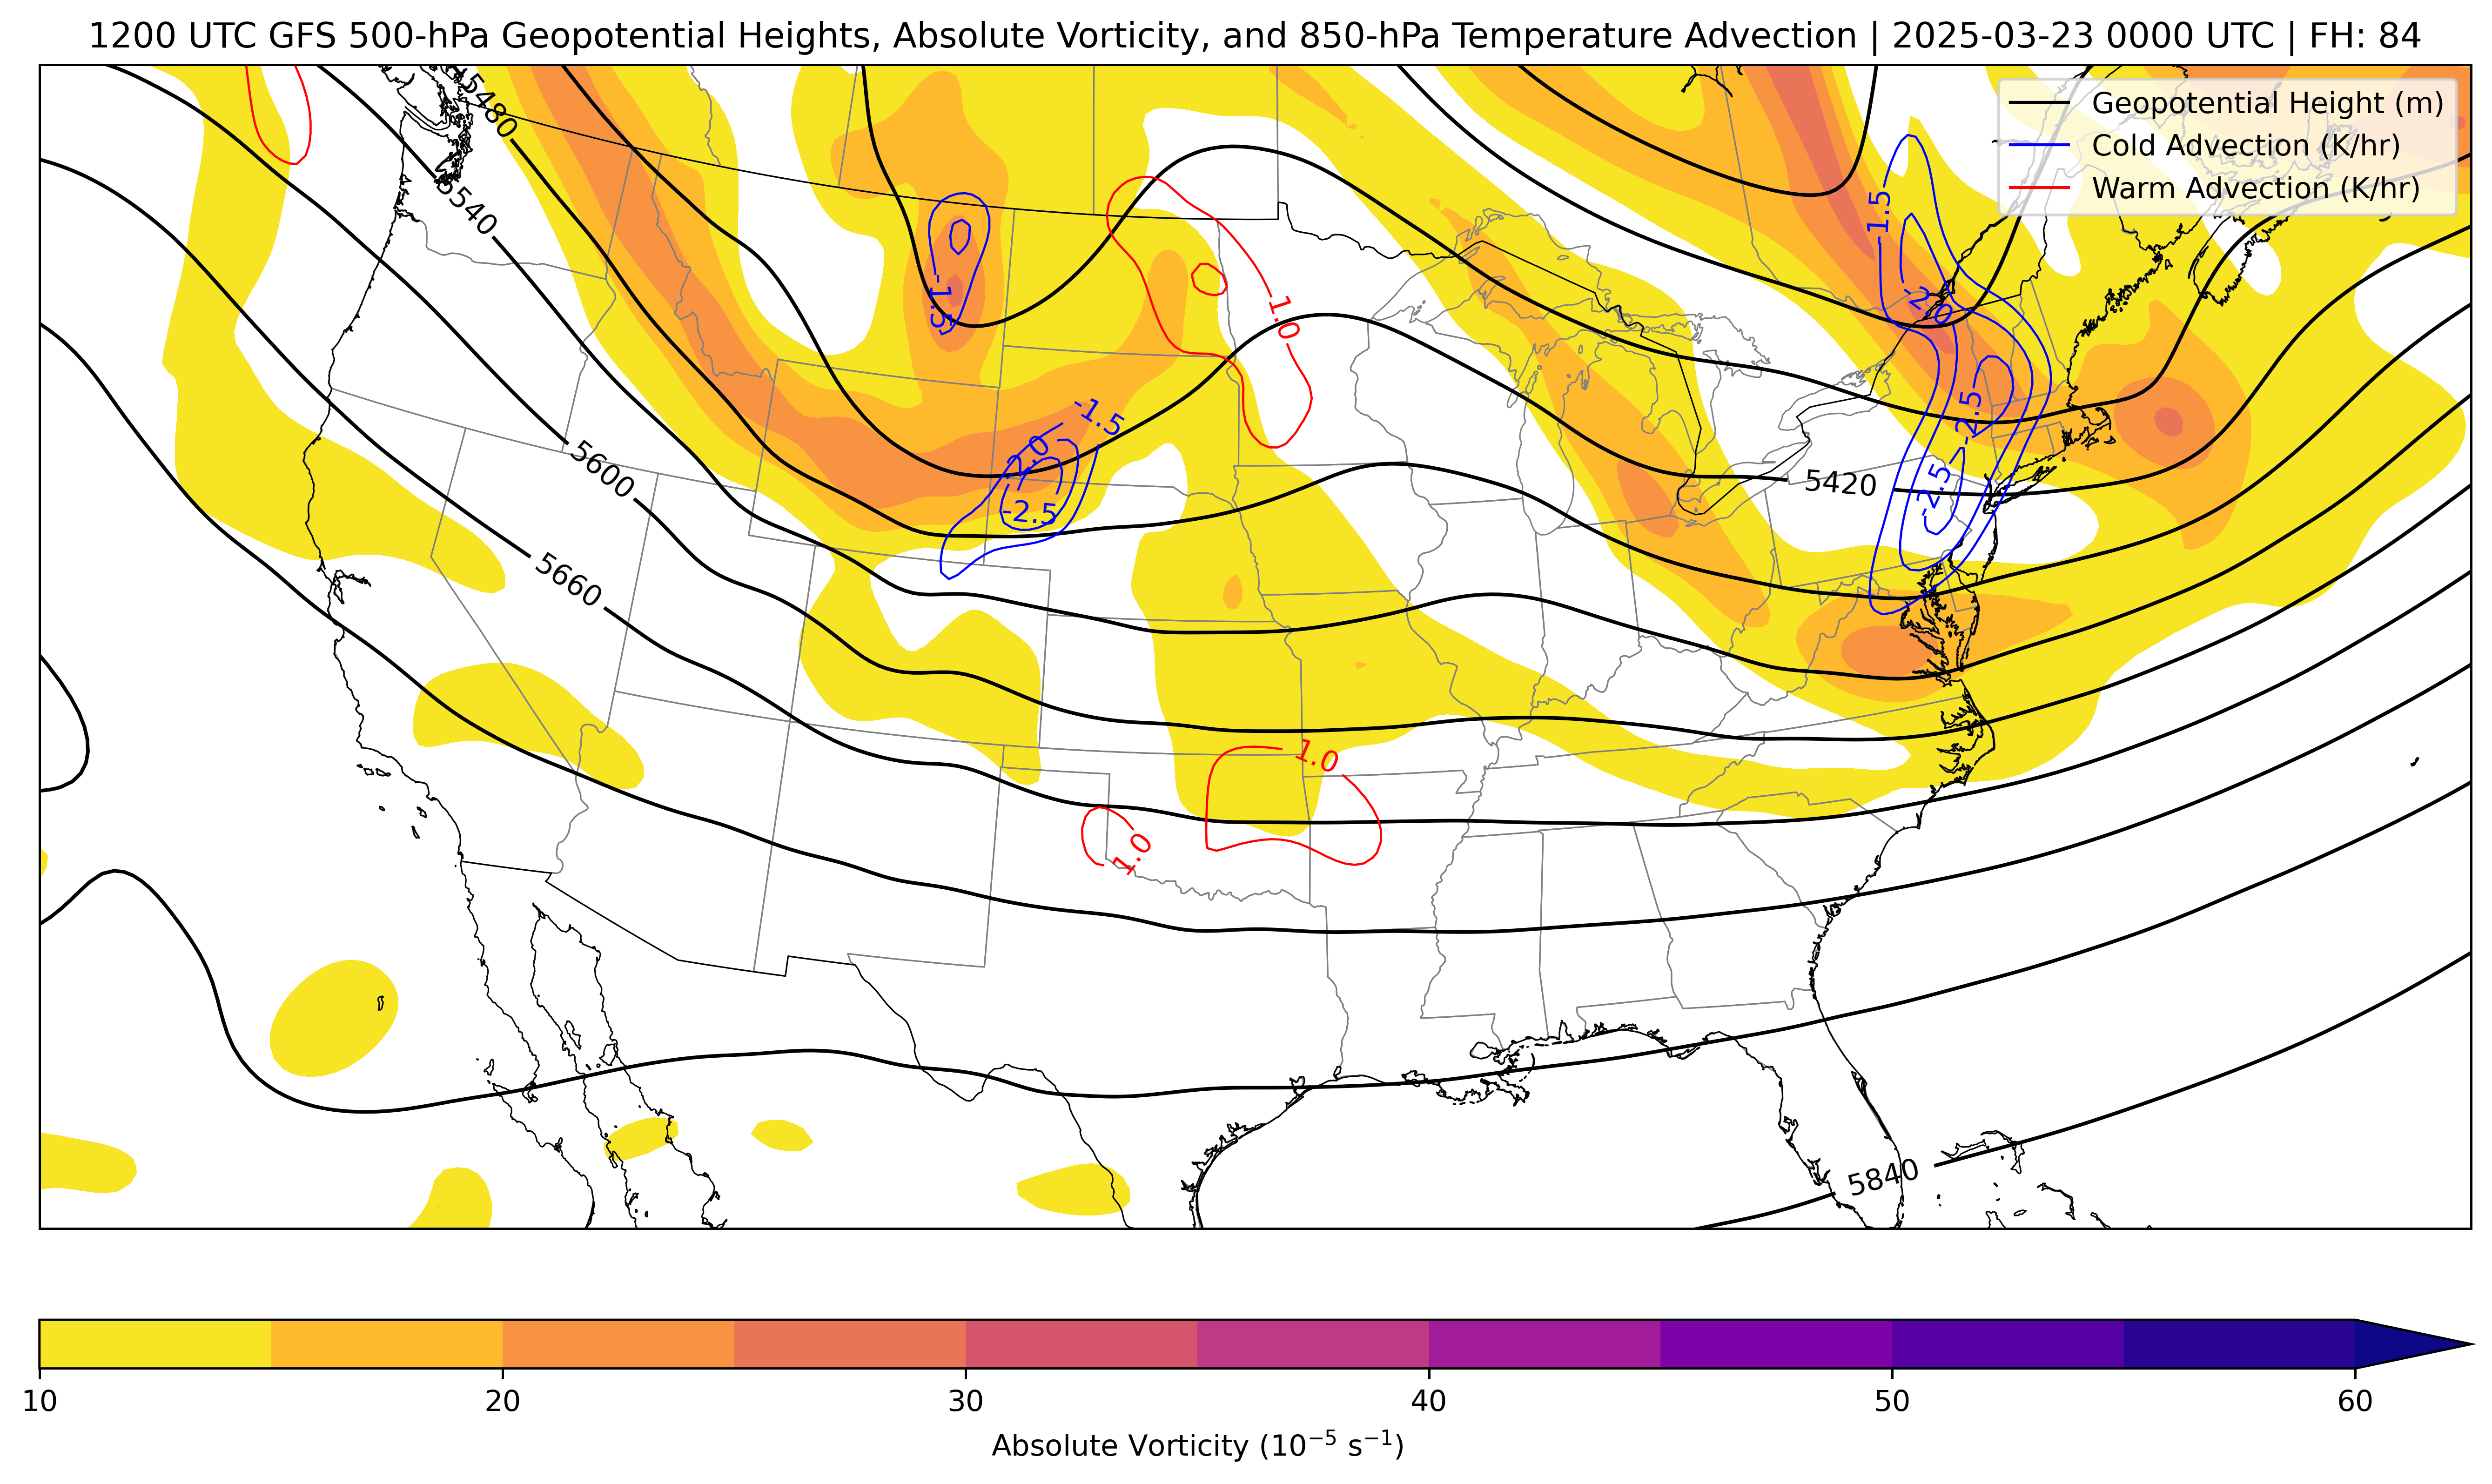 1200 UTC GFS 500-hPa Geopotential Heights, Absolute Vorticity, and 850-hPa Temperature Advection | 2025-03-23 0000 UTC | FH: 84
Geopotential Height (m)
Cold Advection (K/hr)
Warm Advection (K/hr)
5480
5540
-1.5
-1.5
-2.0
1.0
-1.5
-2.0
-2.5
-2.5
5600
5420
-2.5
5660
1.0
1.0
5840
10 20 30 40 50 60
Absolute Vorticity (10⁻⁵ s⁻¹)